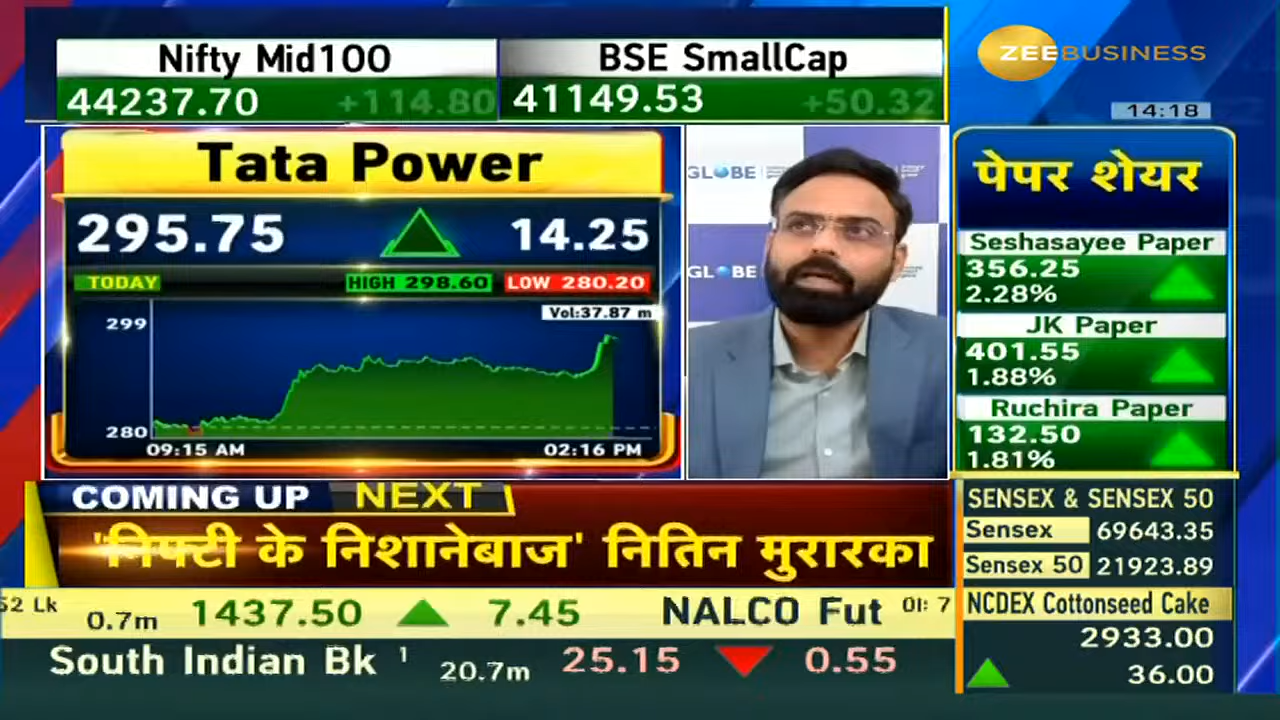 Nifty Mid100
44237.70 +114.80
BSE SmallCap
41149.53 +50.32
ZEEBUSINESS
14:18
Tata Power
295.75 14.25
TODAY HIGH 298.60 LOW 280.20
Vol:37.87 m
299
280
09:15 AM 02:16 PM
GLOBE
GLOBE
पेपर शेयर
Seshasayee Paper
356.25
2.28%
JK Paper
401.55
1.88%
Ruchira Paper
132.50
1.81%
COMING UP NEXT
'निफ्टी के निशानेबाज' नितिन मुरारका
SENSEX & SENSEX 50
Sensex 69643.35
Sensex 50 21923.89
NCDEX Cottonseed Cake
2933.00
36.00
52 Lk 0.7m 1437.50 7.45 NALCO Fut OI: 7
South Indian Bk 1 20.7m 25.15 0.55